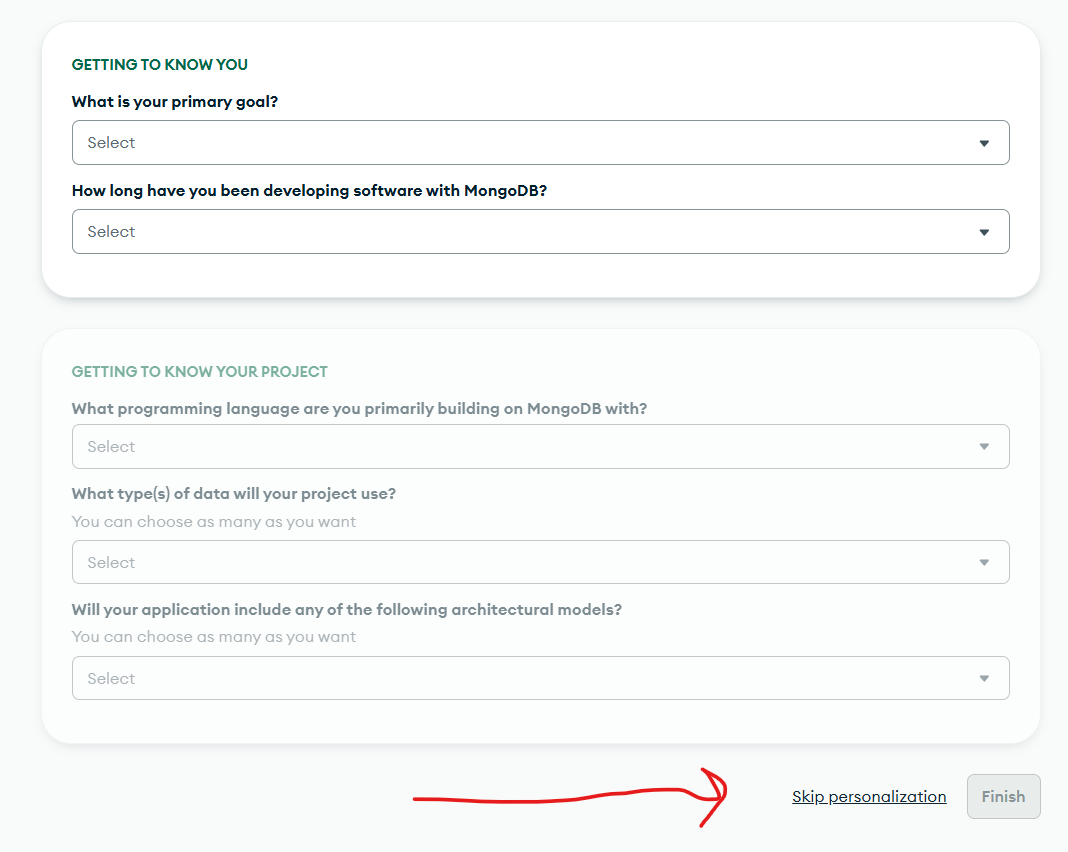 GETTING TO KNOW YOU
What is your primary goal?
Select
How long have you been developing software with MongoDB?
Select
GETTING TO KNOW YOUR PROJECT
What programming language are you primarily building on MongoDB with?
Select
What type(s) of data will your project use?
You can choose as many as you want
Select
Will your application include any of the following architectural models?
You can choose as many as you want
Select
Skip personalization
Finish